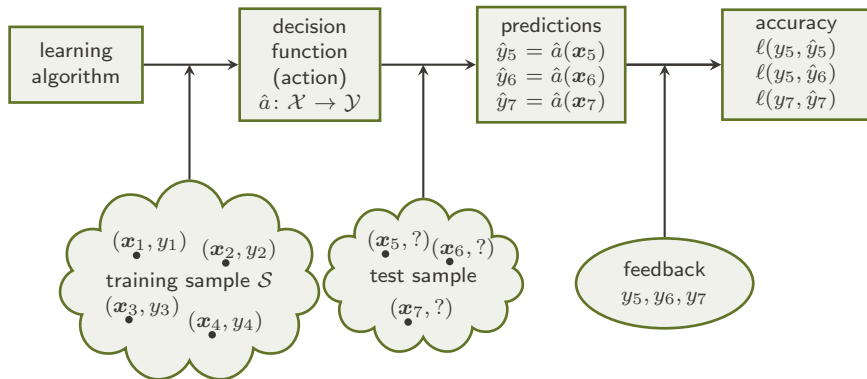 learning
algorithm
decision
function
(action)
â: 𝒳 → 𝒴
predictions
ŷ₅ = â(𝒙₅)
ŷ₆ = â(𝒙₆)
ŷ₇ = â(𝒙₇)
accuracy
ℓ(y₅, ŷ₅)
ℓ(y₅, ŷ₆)
ℓ(y₇, ŷ₇)
(𝒙₁, y₁)
(𝒙₂, y₂)
training sample 𝒮
(𝒙₃, y₃)
(𝒙₄, y₄)
(𝒙₅, ?)
(𝒙₆, ?)
test sample
(𝒙₇, ?)
feedback
y₅, y₆, y₇